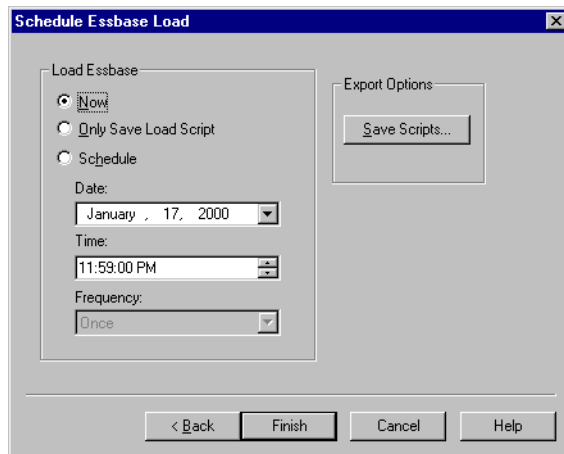 Schedule Essbase Load
Load Essbase
Now
Only Save Load Script
Schedule
Date:
January , 17, 2000
Time:
11:59:00 PM
Frequency:
Once
Export Options
Save Scripts...
< Back
Finish
Cancel
Help